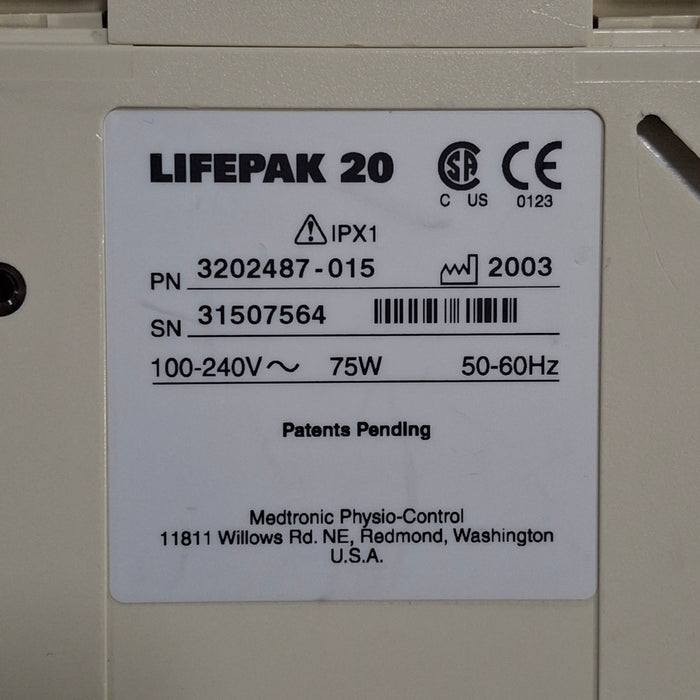 LIFEPAK 20
C US
CE
0123
IPX1
PN 3202487-015 2003
SN 31507564
100-240V~ 75W 50-60Hz
Patents Pending
Medtronic Physio-Control
11811 Willows Rd. NE, Redmond, Washington
U.S.A.